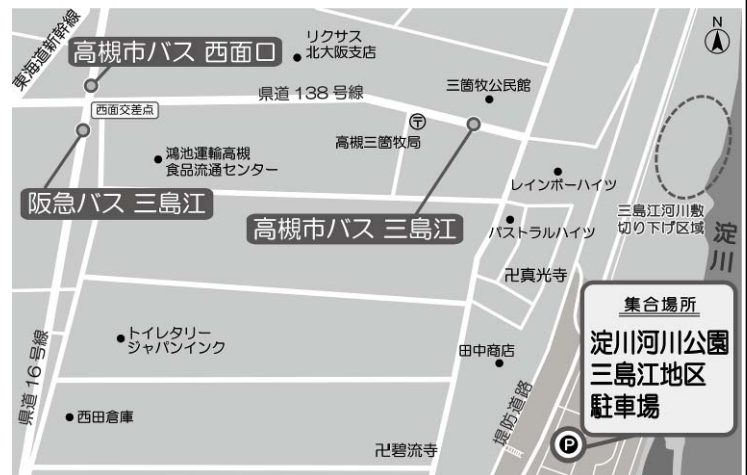 東海道新幹線
高槻市バス 西面口
リクサス
北大阪支店
N
西面交差点
県道 138 号線
三箇牧公民館
高槻三箇牧局
〒
鴻池運輸高槻
食品流通センター
阪急バス 三島江
高槻市バス 三島江
レインボーハイツ
パストラルハイツ
三島江河川敷
切り下げ区域
淀川
卍真光寺
集合場所
淀川河川公園
三島江地区
駐車場
トイレタリー
ジャパンインク
田中商店
県道 16 号線
西田倉庫
卍碧流寺
堤防道路
P